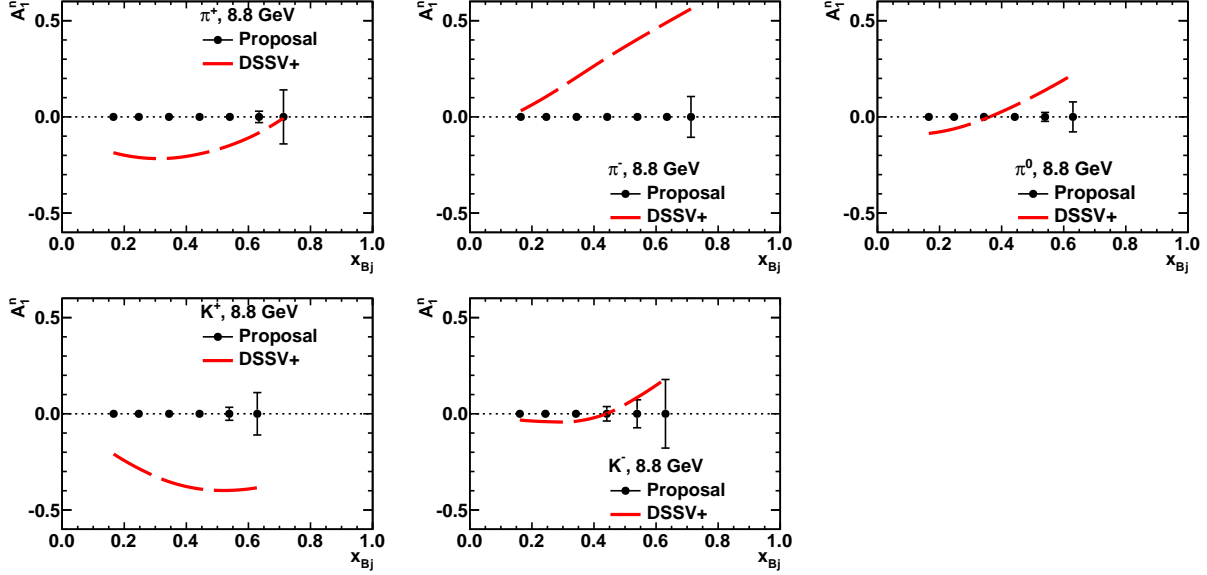 A₁ⁿ
0.5
0.0
-0.5
π⁺, 8.8 GeV
Proposal
DSSV+
0.0 0.2 0.4 0.6 0.8 1.0
x_Bj
A₁ⁿ
0.5
0.0
-0.5
π⁻, 8.8 GeV
Proposal
DSSV+
0.0 0.2 0.4 0.6 0.8 1.0
x_Bj
A₁ⁿ
0.5
0.0
-0.5
π⁰, 8.8 GeV
Proposal
DSSV+
0.0 0.2 0.4 0.6 0.8 1.0
x_Bj
A₁ⁿ
0.5
0.0
-0.5
K⁺, 8.8 GeV
Proposal
DSSV+
0.0 0.2 0.4 0.6 0.8 1.0
x_Bj
A₁ⁿ
0.5
0.0
-0.5
K⁻, 8.8 GeV
Proposal
DSSV+
0.0 0.2 0.4 0.6 0.8 1.0
x_Bj